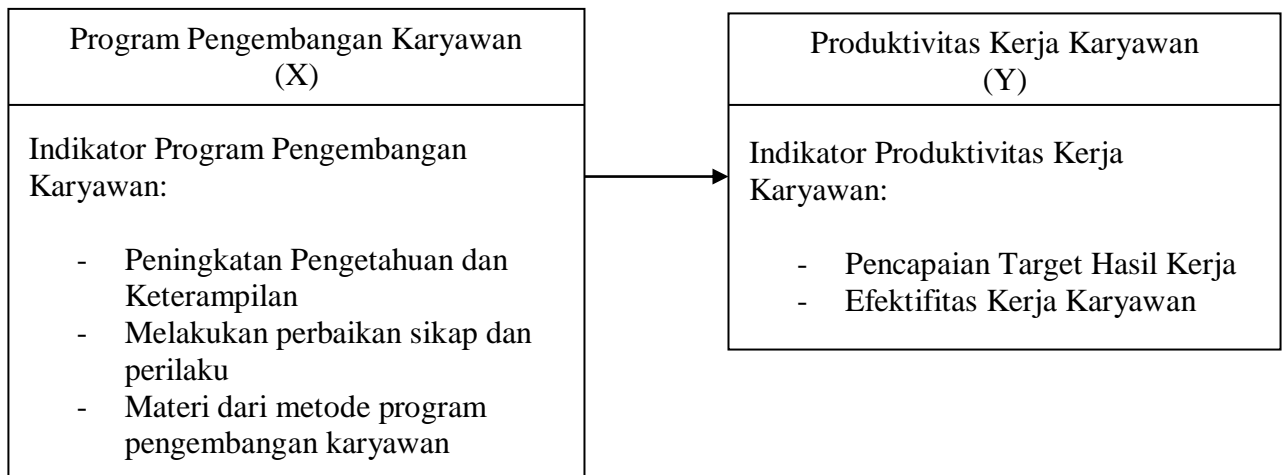 Program Pengembangan Karyawan
(X)
Indikator Program Pengembangan
Karyawan:
- Peningkatan Pengetahuan dan
Keterampilan
- Melakukan perbaikan sikap dan
perilaku
- Materi dari metode program
pengembangan karyawan
Produktivitas Kerja Karyawan
(Y)
Indikator Produktivitas Kerja
Karyawan:
- Pencapaian Target Hasil Kerja
- Efektifitas Kerja Karyawan